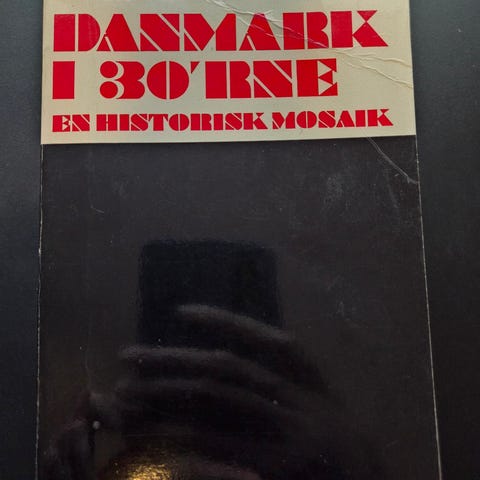 DANMARK
I 30'RNE
EN HISTORISK MOSAIK